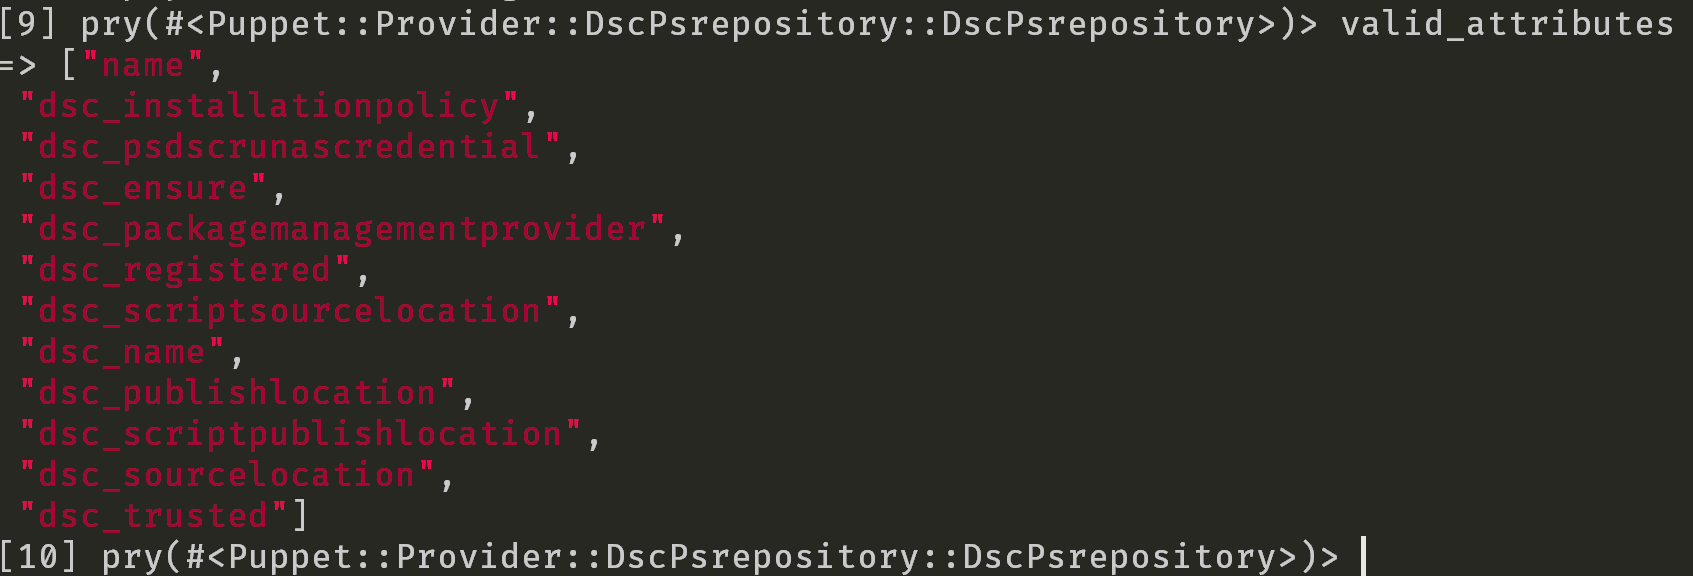 [9] pry(#<Puppet::Provider::DscPsrepository::DscPsrepository>)> valid_attributes
=> ["name",
"dsc_installationpolicy",
"dsc_psdscrunascredential",
"dsc_ensure",
"dsc_packagemanagementprovider",
"dsc_registered",
"dsc_scriptsourcelocation",
"dsc_name",
"dsc_publishlocation",
"dsc_scriptpublishlocation",
"dsc_sourcelocation",
"dsc_trusted"]
[10] pry(#<Puppet::Provider::DscPsrepository::DscPsrepository>)>